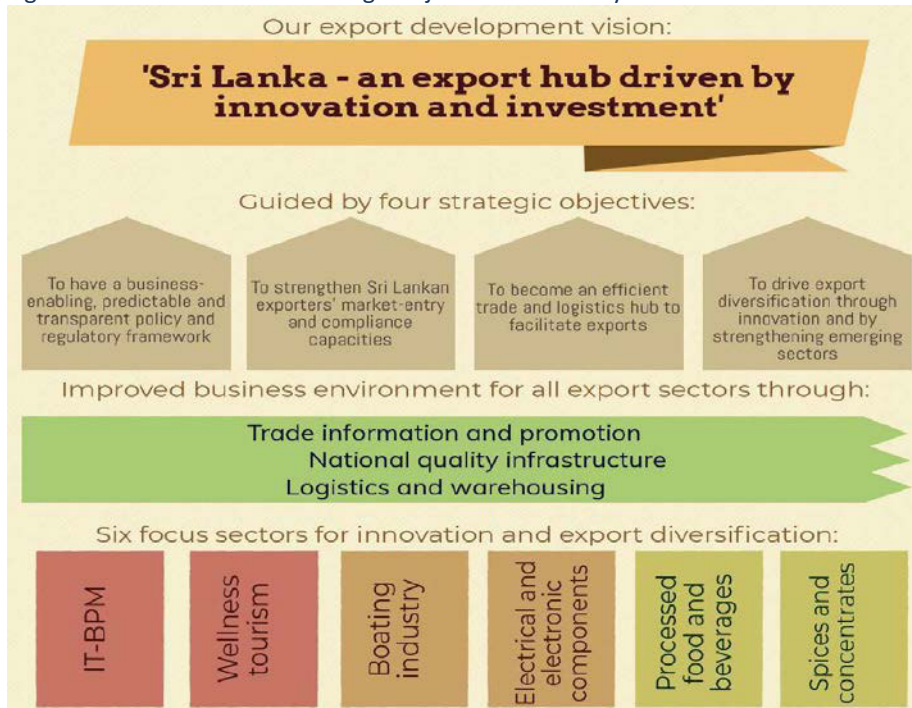 Our export development vision:
'Sri Lanka - an export hub driven by
innovation and investment'
Guided by four strategic objectives:
To have a business-
enabling, predictable and
transparent policy and
regulatory framework
To strengthen Sri Lankan
exporters' market-entry
and compliance
capacities
To become an efficient
trade and logistics hub to
facilitate exports
To drive export
diversification through
innovation and by
strengthening emerging
sectors
Improved business environment for all export sectors through:
Trade information and promotion
National quality infrastructure
Logistics and warehousing
Six focus sectors for innovation and export diversification:
IT-BPM
Wellness
tourism
Boating
industry
Electrical and
electronic
components
Processed
food and
beverages
Spices and
concentrates